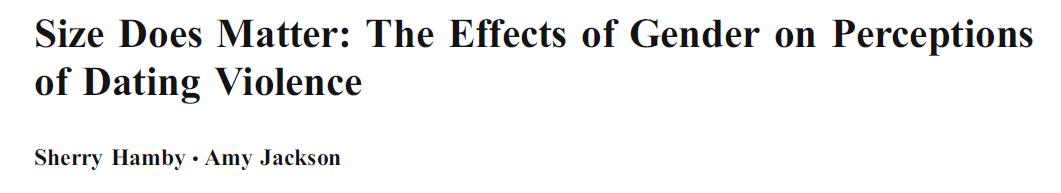 Size Does Matter: The Effects of Gender on Perceptions
of Dating Violence
Sherry Hamby · Amy Jackson